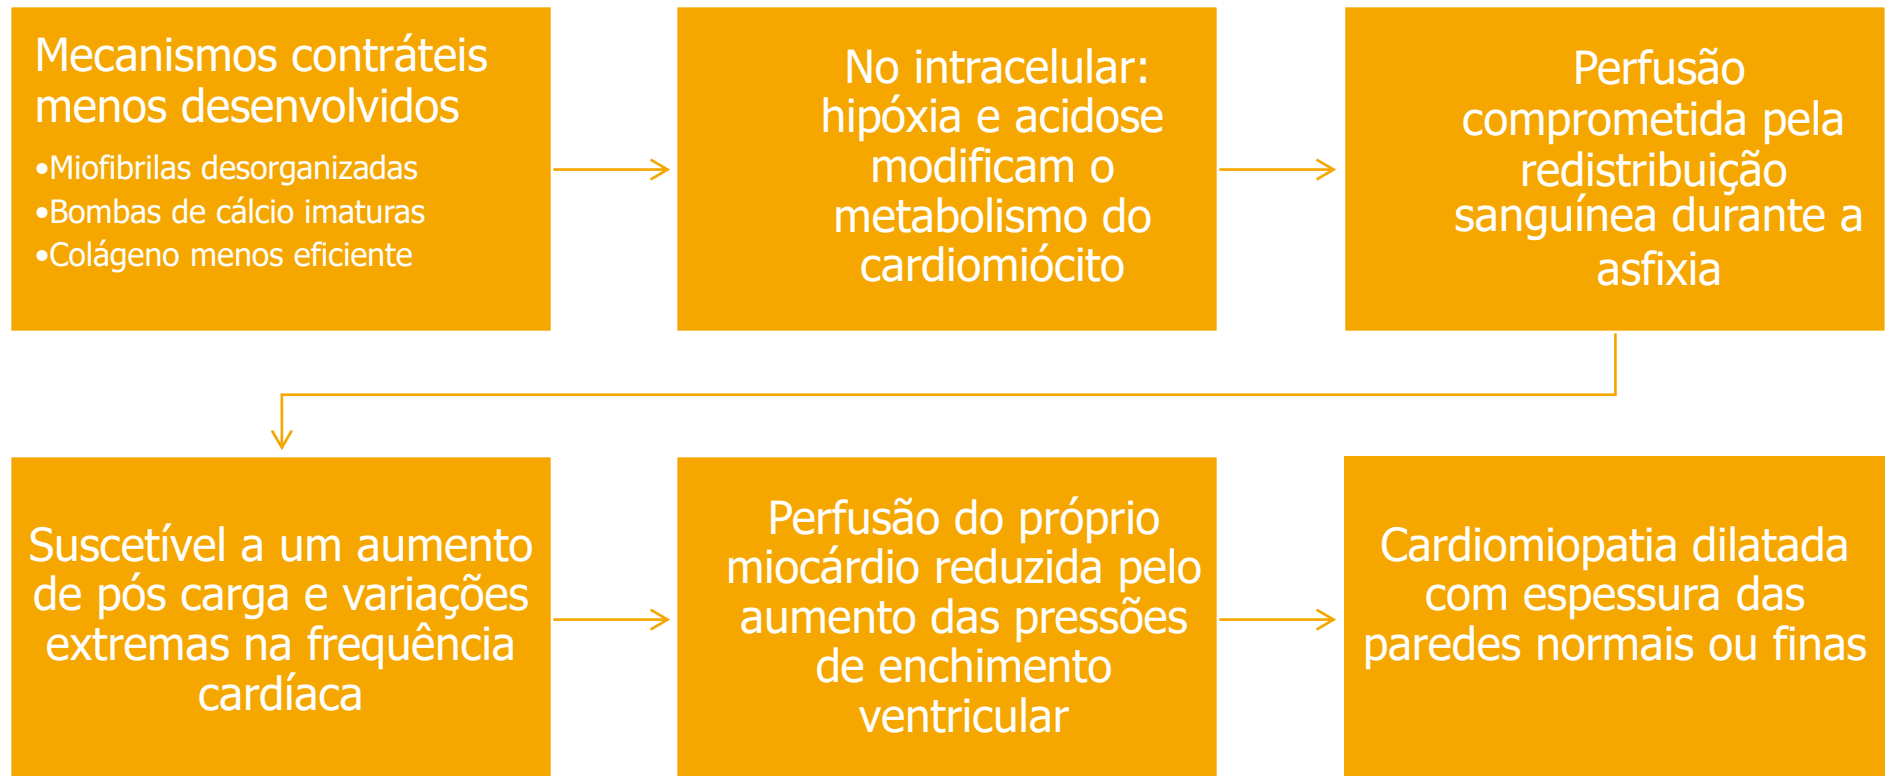 Mecanismos contráteis
menos desenvolvidos
•Miofibrilas desorganizadas
•Bombas de cálcio imaturas
•Colágeno menos eficiente
No intracelular:
hipóxia e acidose
modificam o
metabolismo do
cardiomiócito
Perfusão
comprometida pela
redistribuição
sanguínea durante a
asfixia
Suscetível a um aumento
de pós carga e variações
extremas na frequência
cardíaca
Perfusão do próprio
miocárdio reduzida pelo
aumento das pressões
de enchimento
ventricular
Cardiomiopatia dilatada
com espessura das
paredes normais ou finas